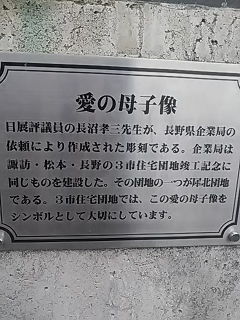 愛の母子像
日展評議員の長沼孝三先生が、長野県企業局の
依頼により作成された彫刻である。企業局は
諏訪・松本・長野の3市住宅団地竣工記念に
同じものを建設した。その団地の一つが犀北団地
である。3市住宅団地では、この愛の母子像を
シンボルとして大切にしています。